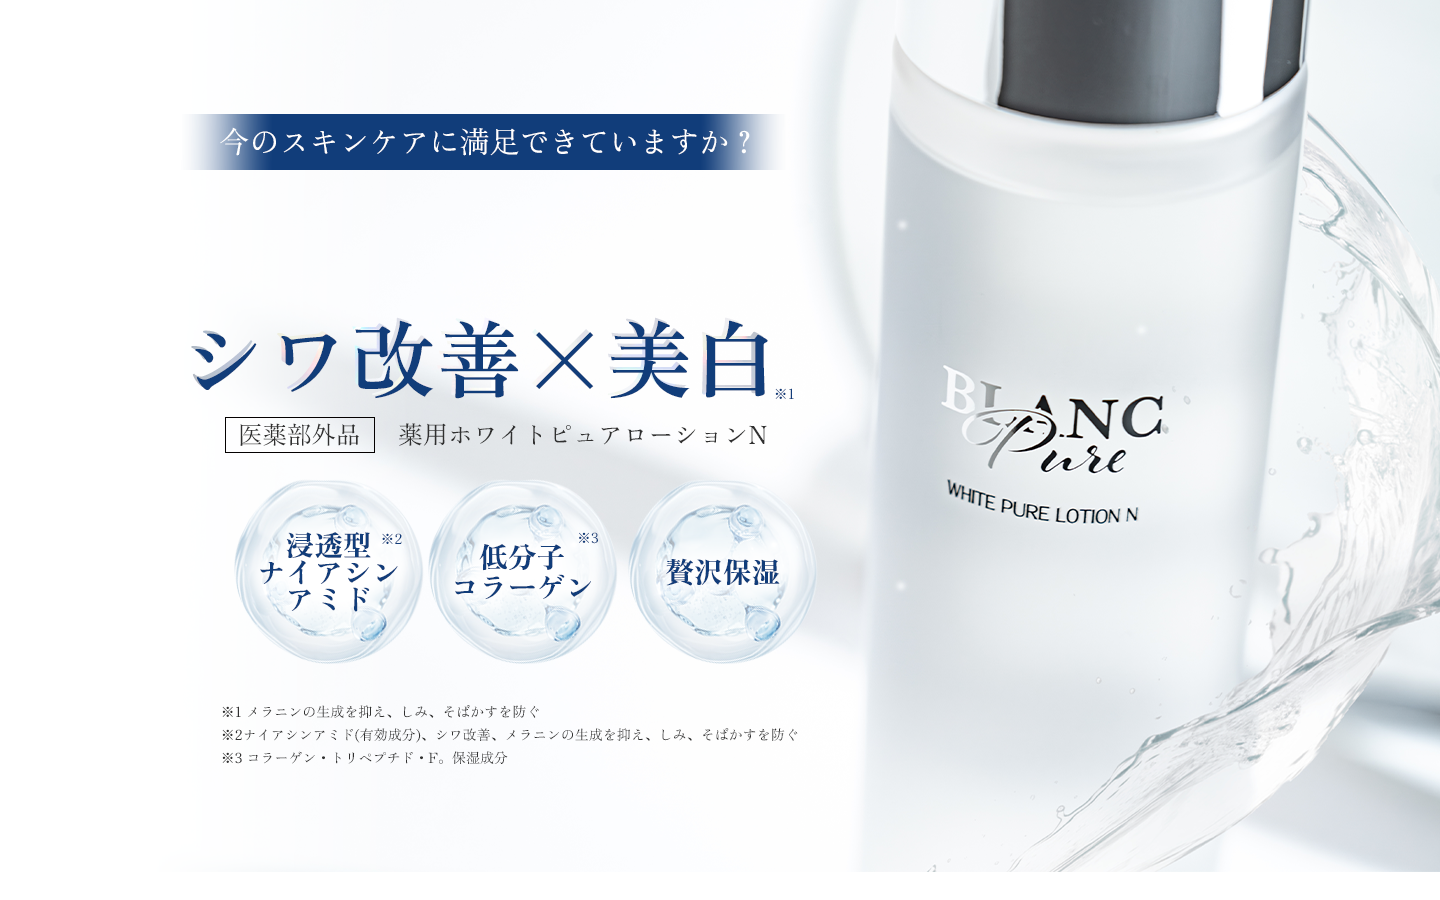 今のスキンケアに満足できていますか？
シワ改善×美白※1
医薬部外品 薬用ホワイトピュアローションN
浸透型※2
ナイアシン
アミド
低分子※3
コラーゲン
贅沢保湿
※1 メラニンの生成を抑え、しみ、そばかすを防ぐ
※2ナイアシンアミド(有効成分)、シワ改善、メラニンの生成を抑え、しみ、そばかすを防ぐ
※3 コラーゲン・トリペプチド・F。保湿成分
BLANC
Pure
WHITE PURE LOTION N